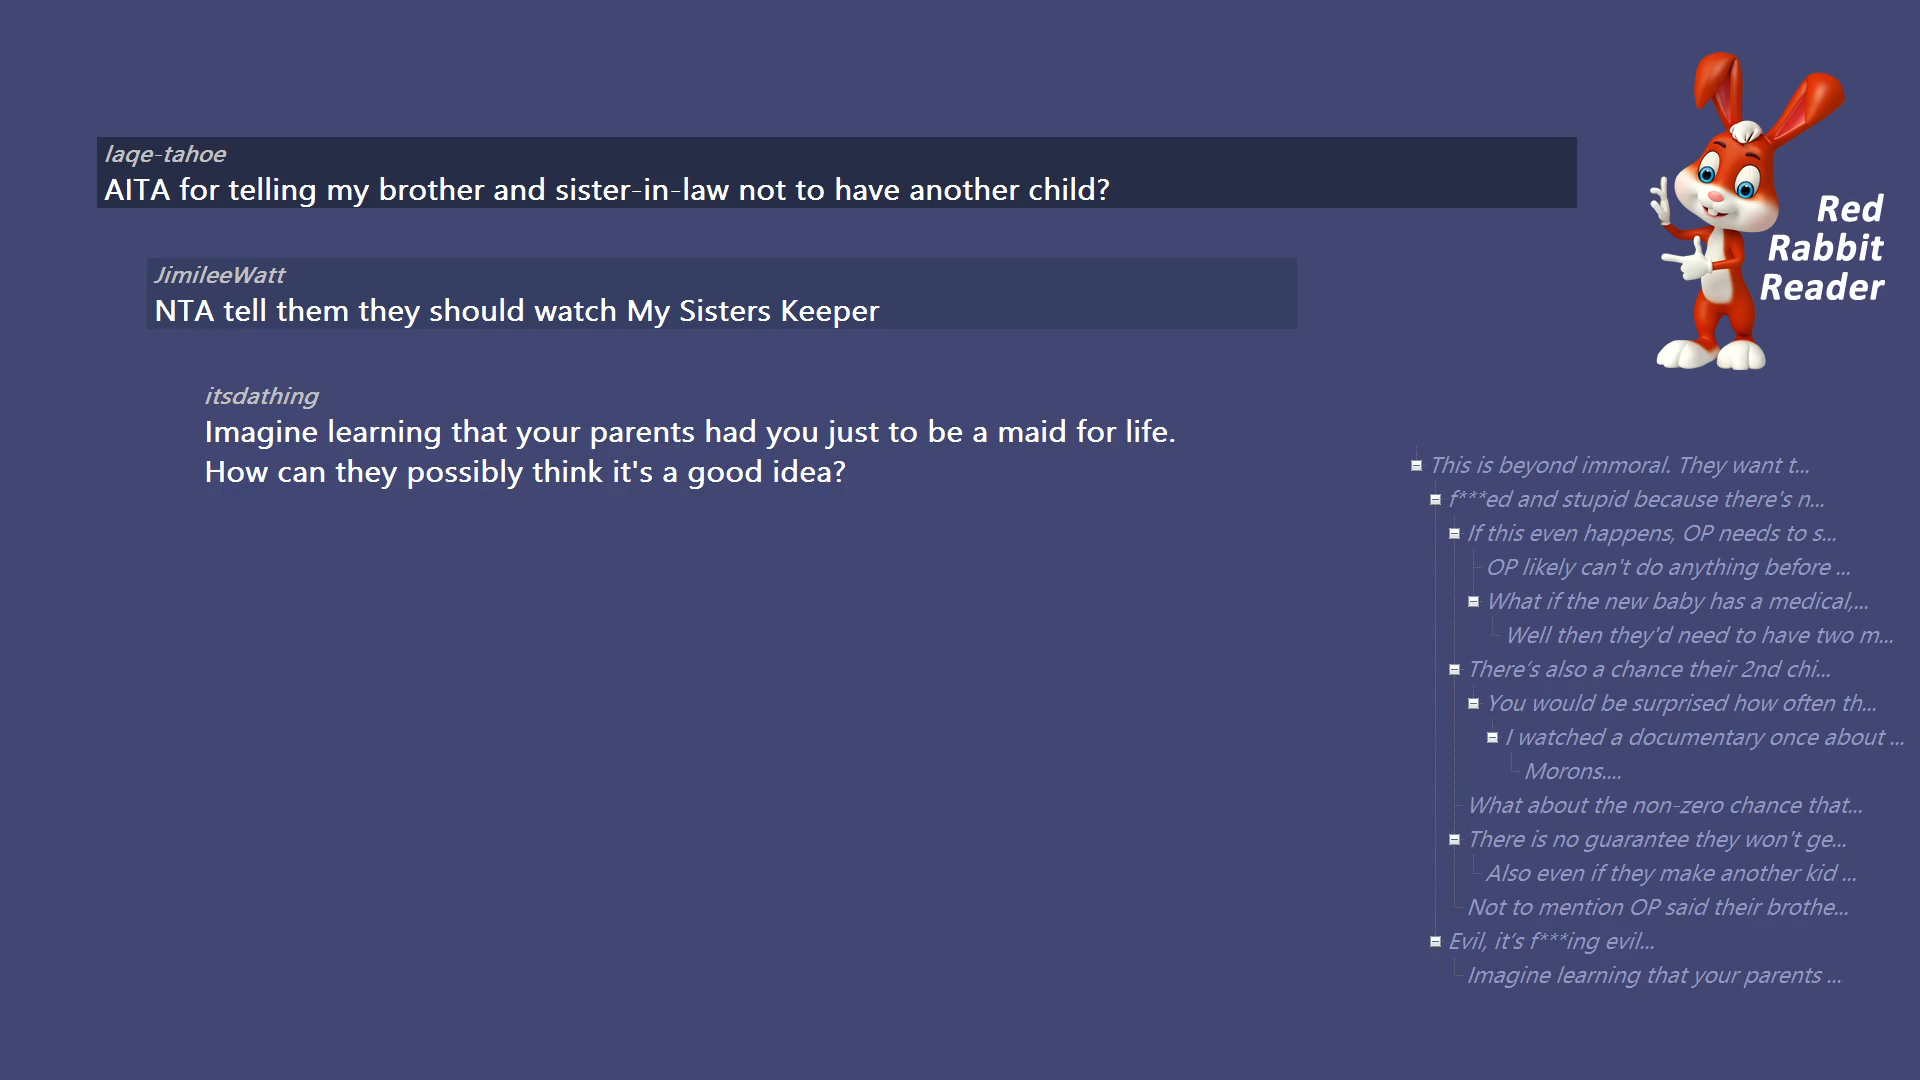 laqe-tahoe
AITA for telling my brother and sister-in-law not to have another child?
JimileeWatt
NTA tell them they should watch My Sisters Keeper
itsdathing
Imagine learning that your parents had you just to be a maid for life.
How can they possibly think it's a good idea?
Red
Rabbit
Reader
This is beyond immoral. They want t...
f***ed and stupid because there's n...
If this even happens, OP needs to s...
OP likely can't do anything before ...
What if the new baby has a medical,...
Well then they'd need to have two m...
There’s also a chance their 2nd chi...
You would be surprised how often th...
I watched a documentary once about ...
Morons....
What about the non-zero chance that...
There is no guarantee they won't ge...
Also even if they make another kid ...
Not to mention OP said their brothe...
Evil, it’s f***ing evil...
Imagine learning that your parents ...